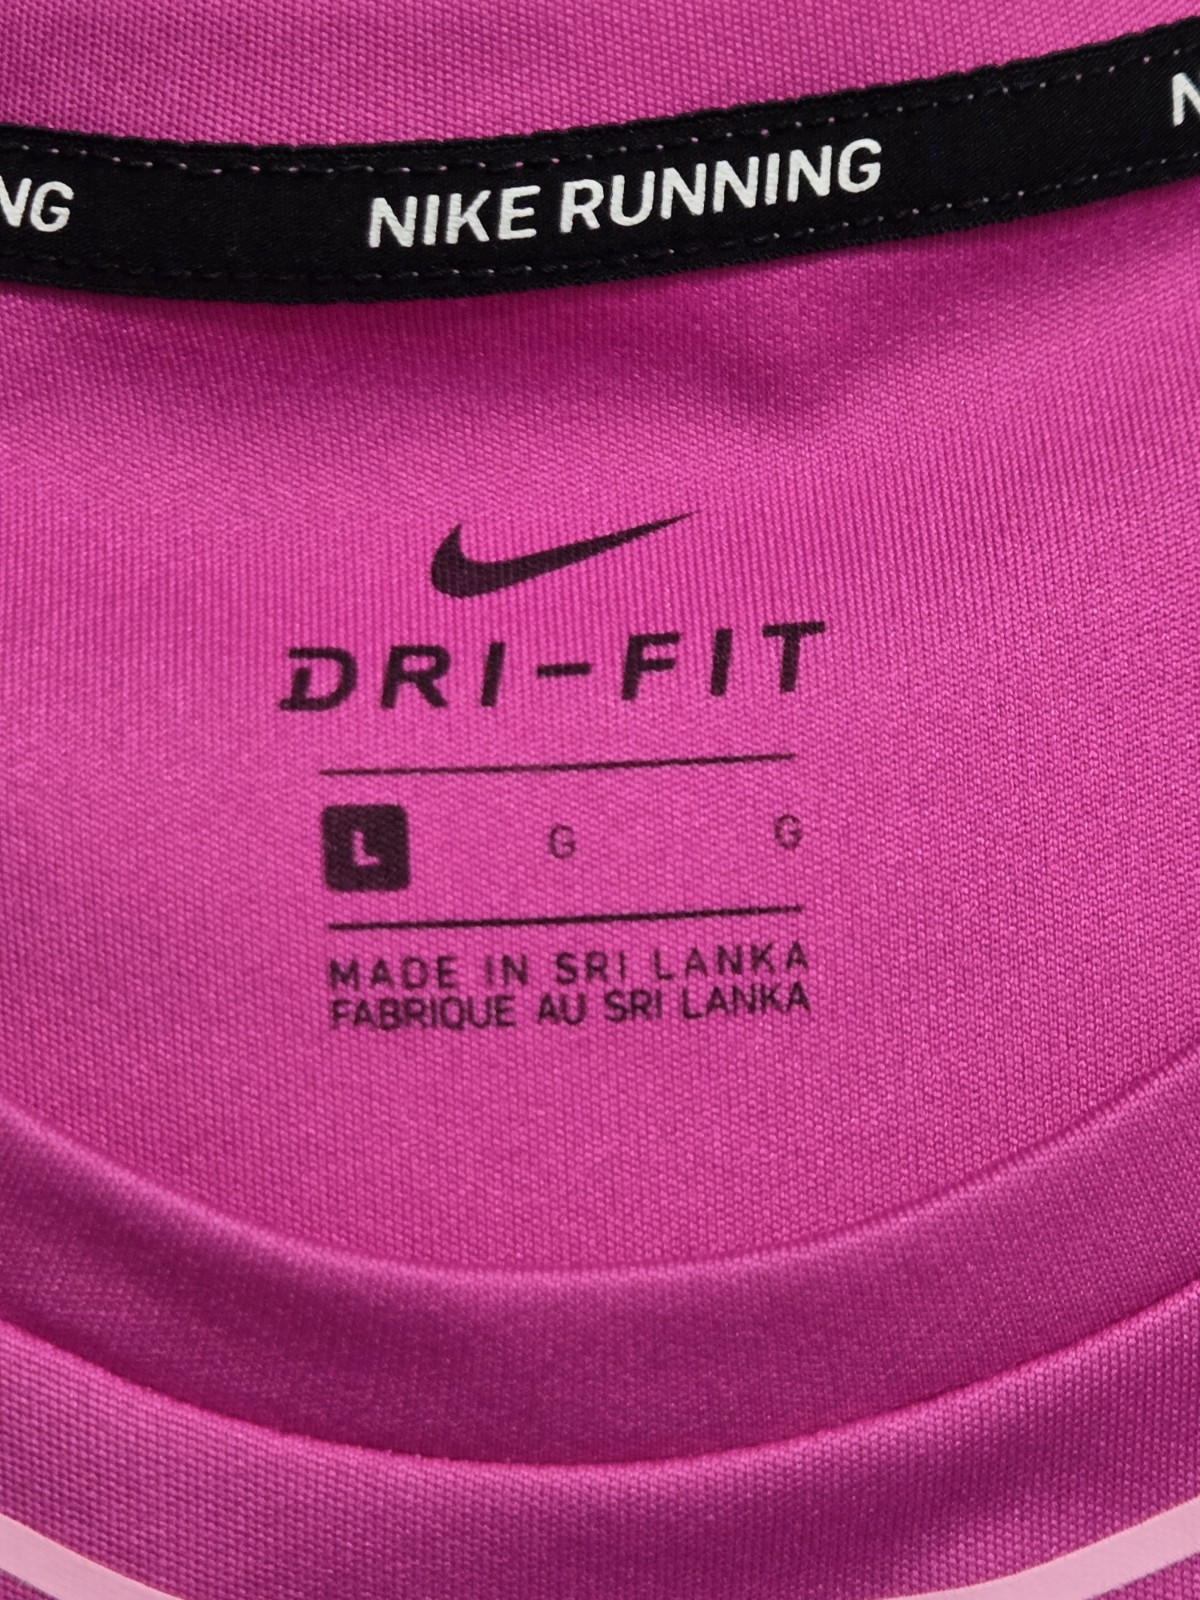 NG NIKE RUNNING N
DRI-FIT
L G G
MADE IN SRI LANKA
FABRIQUE AU SRI LANKA